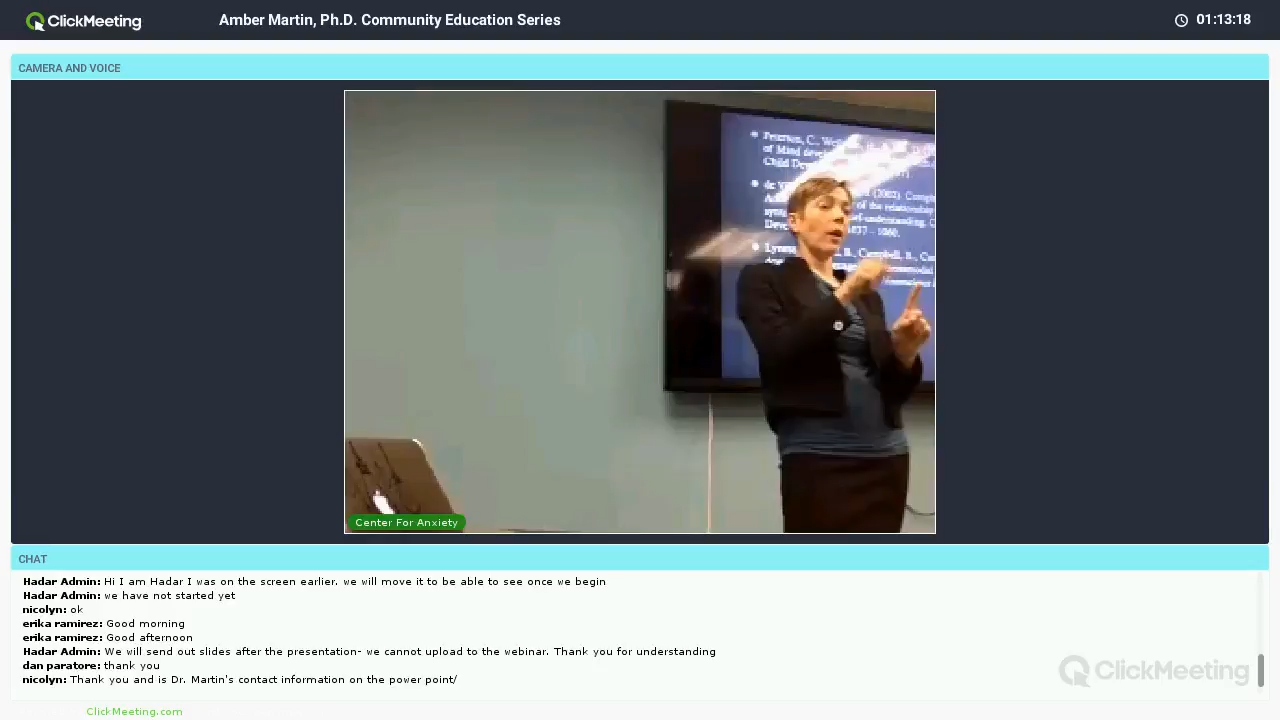 ClickMeeting
Amber Martin, Ph.D. Community Education Series
01:13:18
CAMERA AND VOICE
Child
of the relationship
Campbell, B.,
Center For Anxiety
CHAT
Hadar Admin: Hi I am Hadar I was on the screen earlier. we will move it to be able to see once we begin
Hadar Admin: we have not started yet
nicolyn: ok
erika ramirez: Good morning
erika ramirez: Good afternoon
Hadar Admin: We will send out slides after the presentation- we cannot upload to the webinar. Thank you for understanding
dan paratore: thank you
nicolyn: Thank you and is Dr. Martin's contact information on the power point/
ClickMeeting
ClickMeeting.com